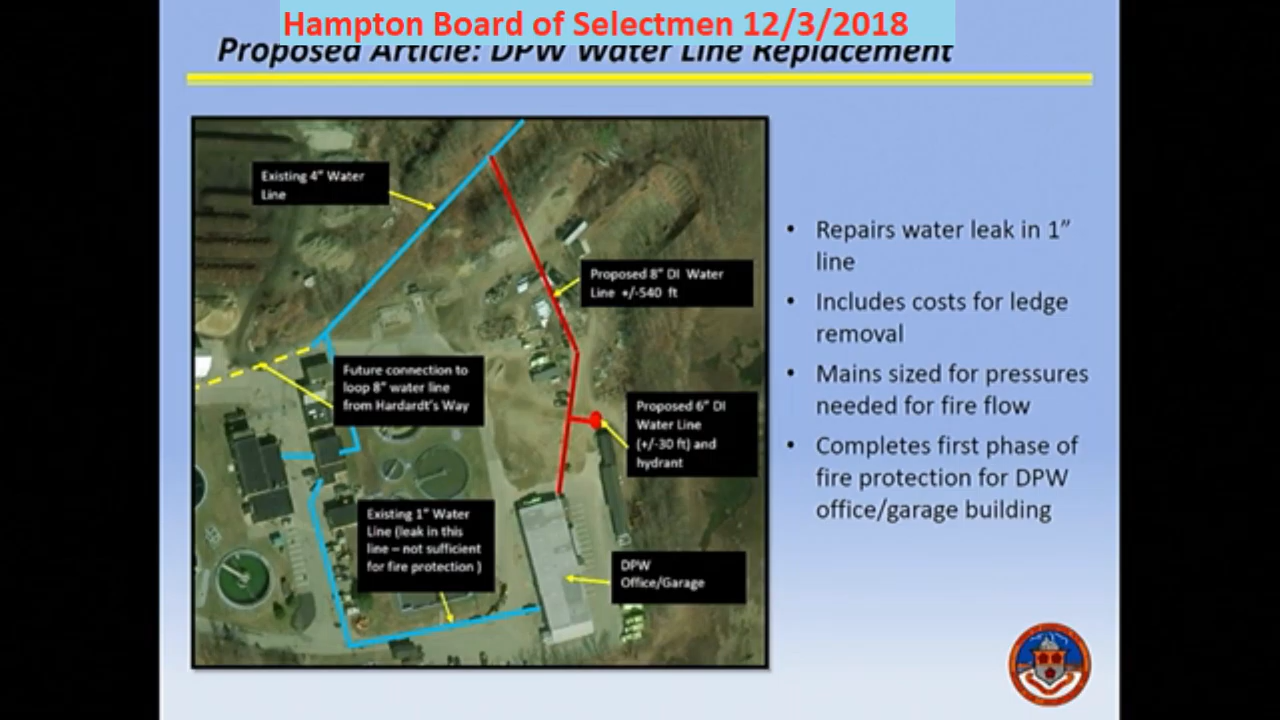 Hampton Board of Selectmen 12/3/2018
Proposed Article: DPW Water Line Replacement
Existing 4" Water
Line
Proposed 8" DI Water
Line +/-540 ft
Future connection to
loop 8" water line
from Hardardt's Way
Proposed 6" DI
Water Line
(+/-30 ft) and
hydrant
Existing 1" Water
Line (leak in this
line – not sufficient
for fire protection )
DPW
Office/Garage
• Repairs water leak in 1”
line
• Includes costs for ledge
removal
• Mains sized for pressures
needed for fire flow
• Completes first phase of
fire protection for DPW
office/garage building